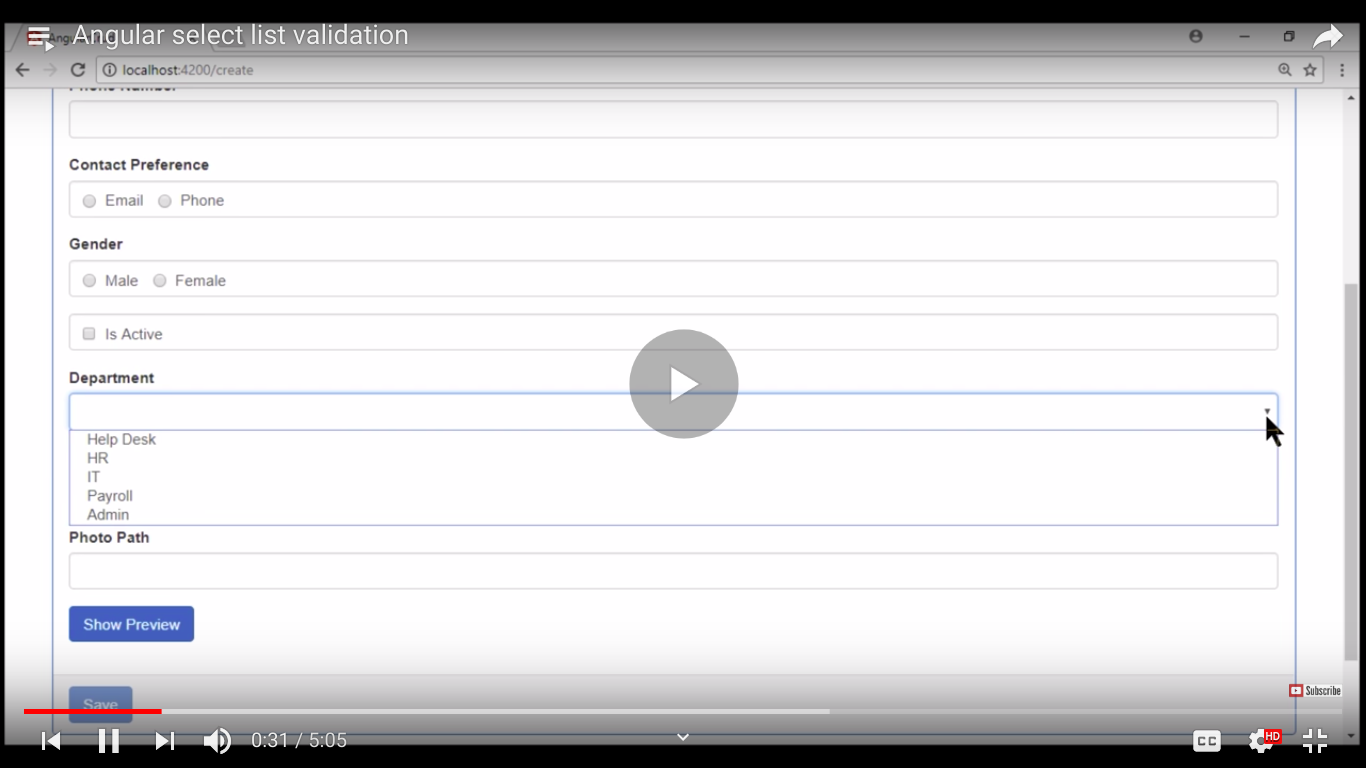 Angular select list validation
localhost:4200/create
Phone Number
Contact Preference
Email Phone
Gender
Male Female
Is Active
Department
Help Desk
HR
IT
Payroll
Admin
Photo Path
Show Preview
Save
Subscribe
0:31 / 5:05
CC
HD